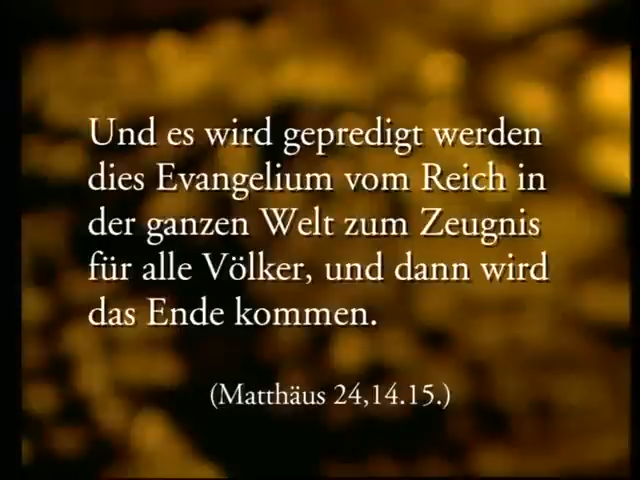 Und es wird gepredigt werden
dies Evangelium vom Reich in
der ganzen Welt zum Zeugnis
für alle Völker, und dann wird
das Ende kommen.
(Matthäus 24,14.15.)